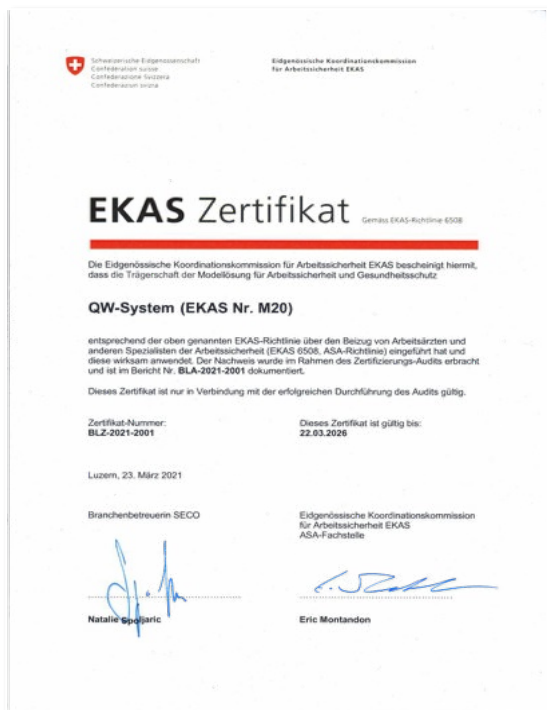 Schweizerische Eidgenossenschaft
Confédération suisse
Confederazione Svizzera
Confederaziun svizra
Eidgenössische Koordinationskommission
für Arbeitssicherheit EKAS
EKAS Zertifikat
Gemäss EKAS-Richtlinie 6508
Die Eidgenössische Koordinationskommission für Arbeitssicherheit EKAS bescheinigt hiermit,
dass die Trägerschaft der Modellösung für Arbeitssicherheit und Gesundheitsschutz
QW-System (EKAS Nr. M20)
entsprechend der oben genannten EKAS-Richtlinie über den Beizug von Arbeitsärzten und
anderen Spezialisten der Arbeitssicherheit (EKAS 6508, ASA-Richtlinie) eingeführt hat und
diese wirksam anwendet. Der Nachweis wurde im Rahmen des Zertifizierungs-Audits erbracht
und ist im Bericht Nr. BLA-2021-2001 dokumentiert.
Dieses Zertifikat ist nur in Verbindung mit der erfolgreichen Durchführung des Audits gültig.
Zertifikat-Nummer:
BLZ-2021-2001
Dieses Zertifikat ist gültig bis:
22.03.2026
Luzern, 23. März 2021
Branchenbetreuerin SECO
Eidgenössische Koordinationskommission
für Arbeitssicherheit EKAS
ASA-Fachstelle
Natalie Spoljaric
Eric Montandon